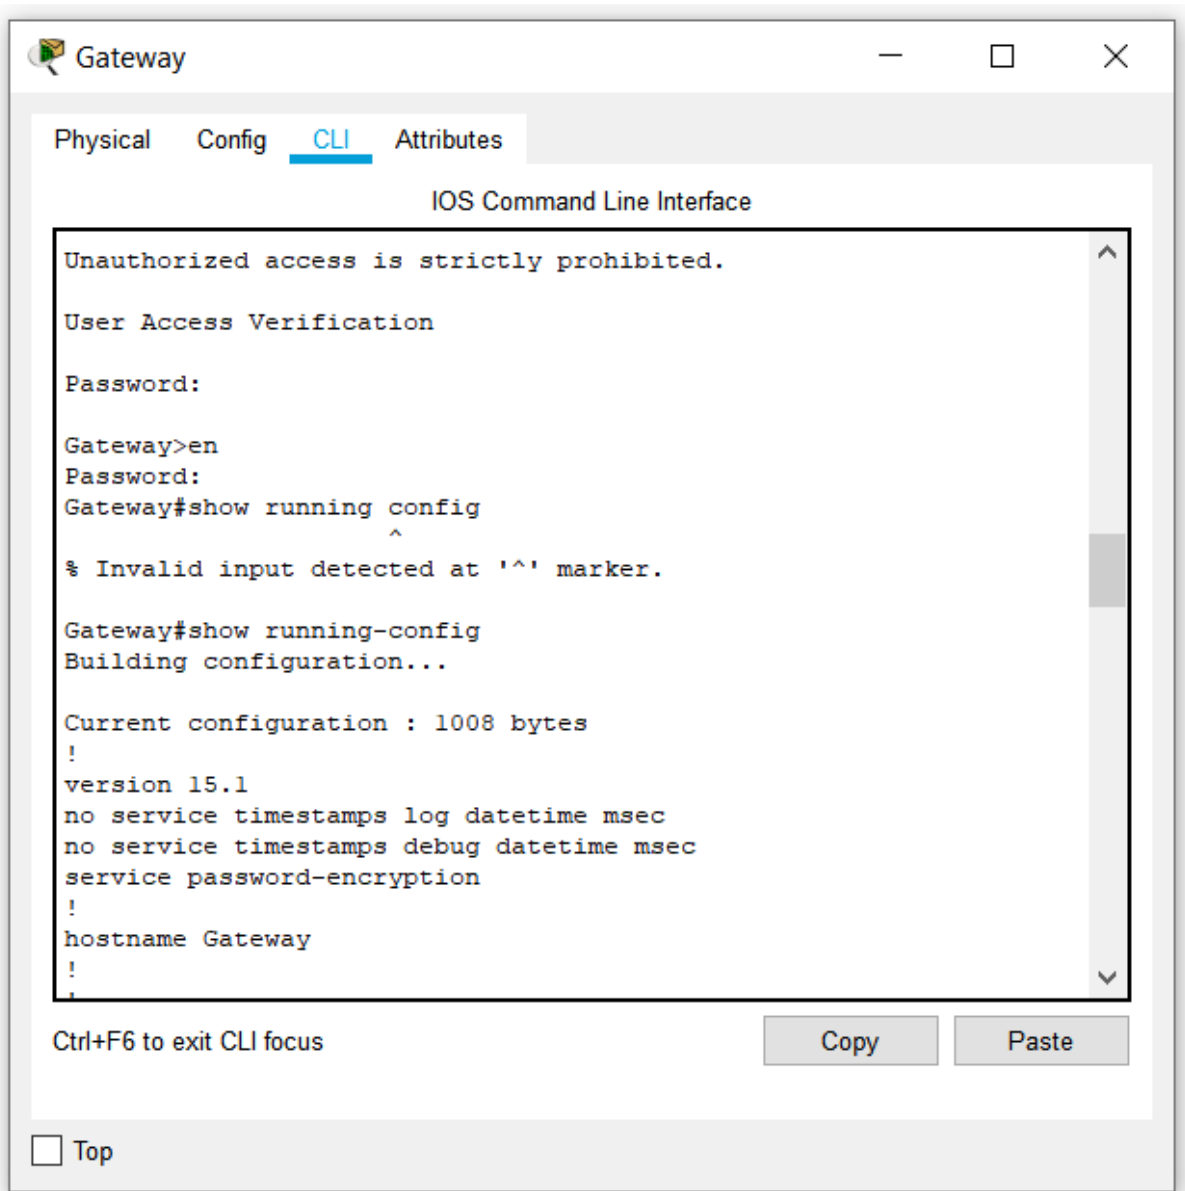 Gateway
Physical Config CLI Attributes
IOS Command Line Interface
Unauthorized access is strictly prohibited.
User Access Verification
Password:
Gateway>en
Password:
Gateway#show running config
^
% Invalid input detected at '^' marker.
Gateway#show running-config
Building configuration...
Current configuration : 1008 bytes
!
version 15.1
no service timestamps log datetime msec
no service timestamps debug datetime msec
service password-encryption
!
hostname Gateway
!
!
Ctrl+F6 to exit CLI focus
Copy Paste
Top